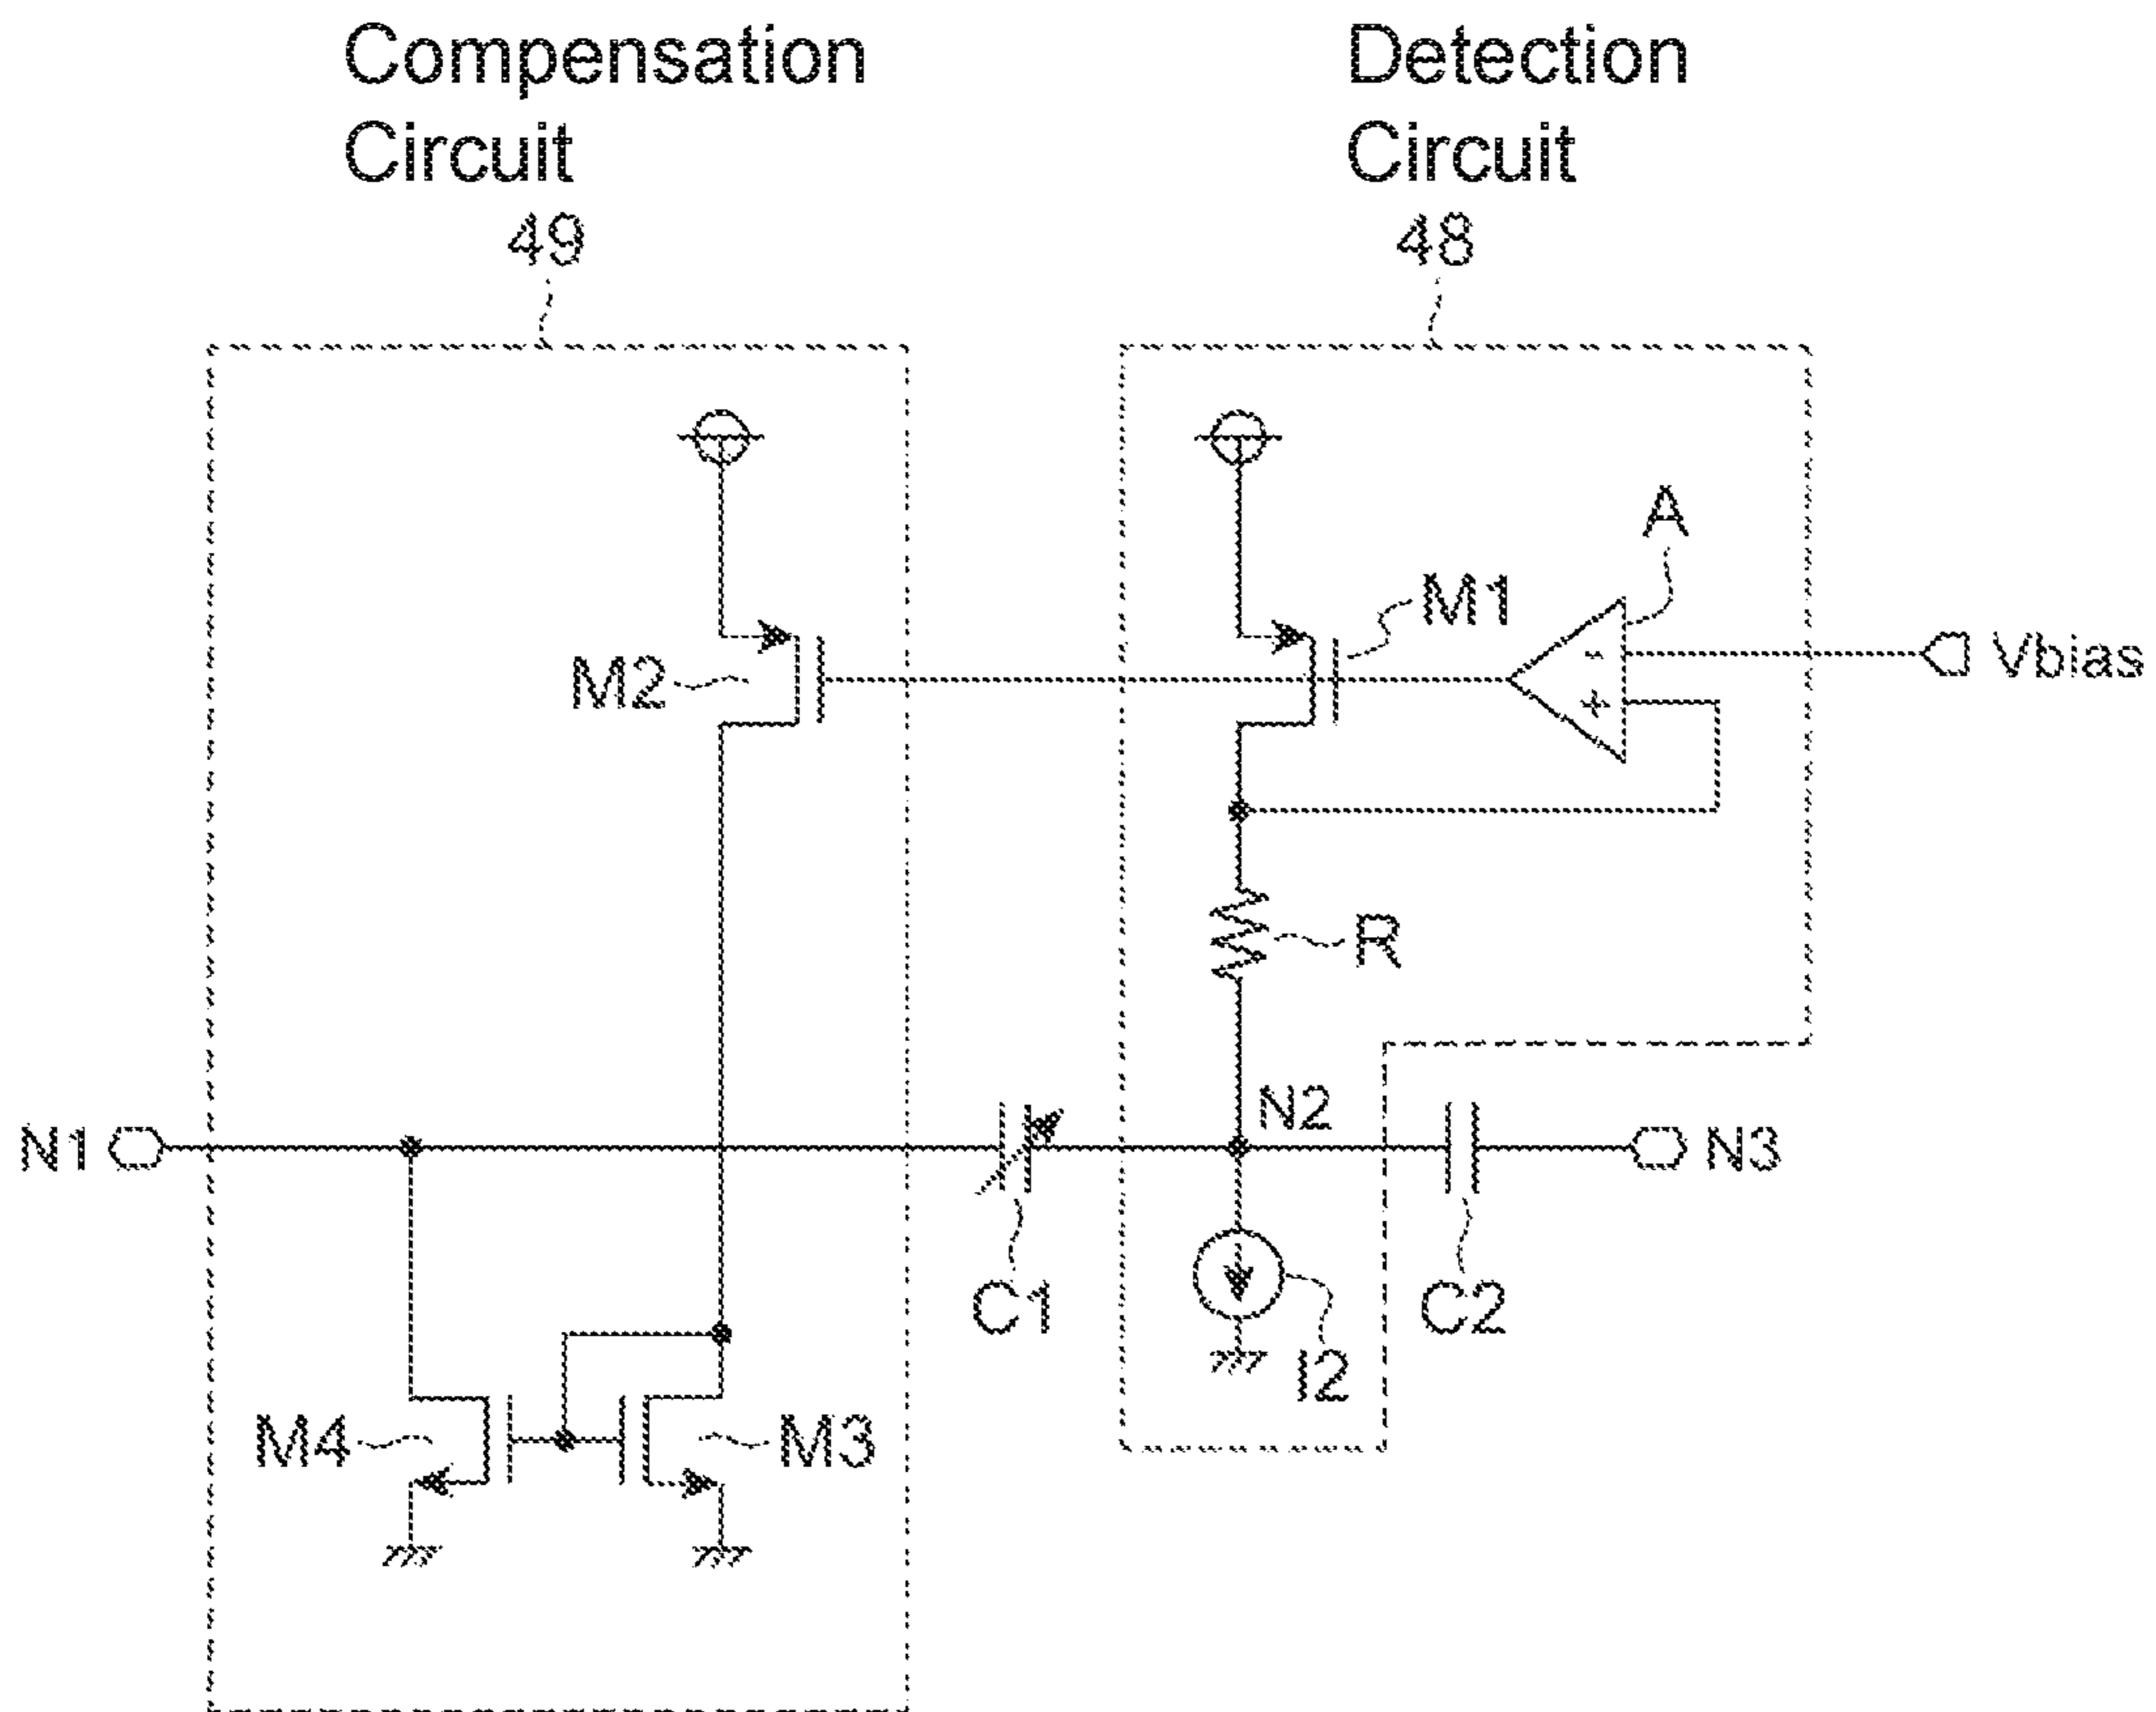 Compensation
Circuit
49
Detection
Circuit
48
A
M1
M2
-
+
Vbias
R
N1
N2
N3
C1
C2
I2
M4
M3